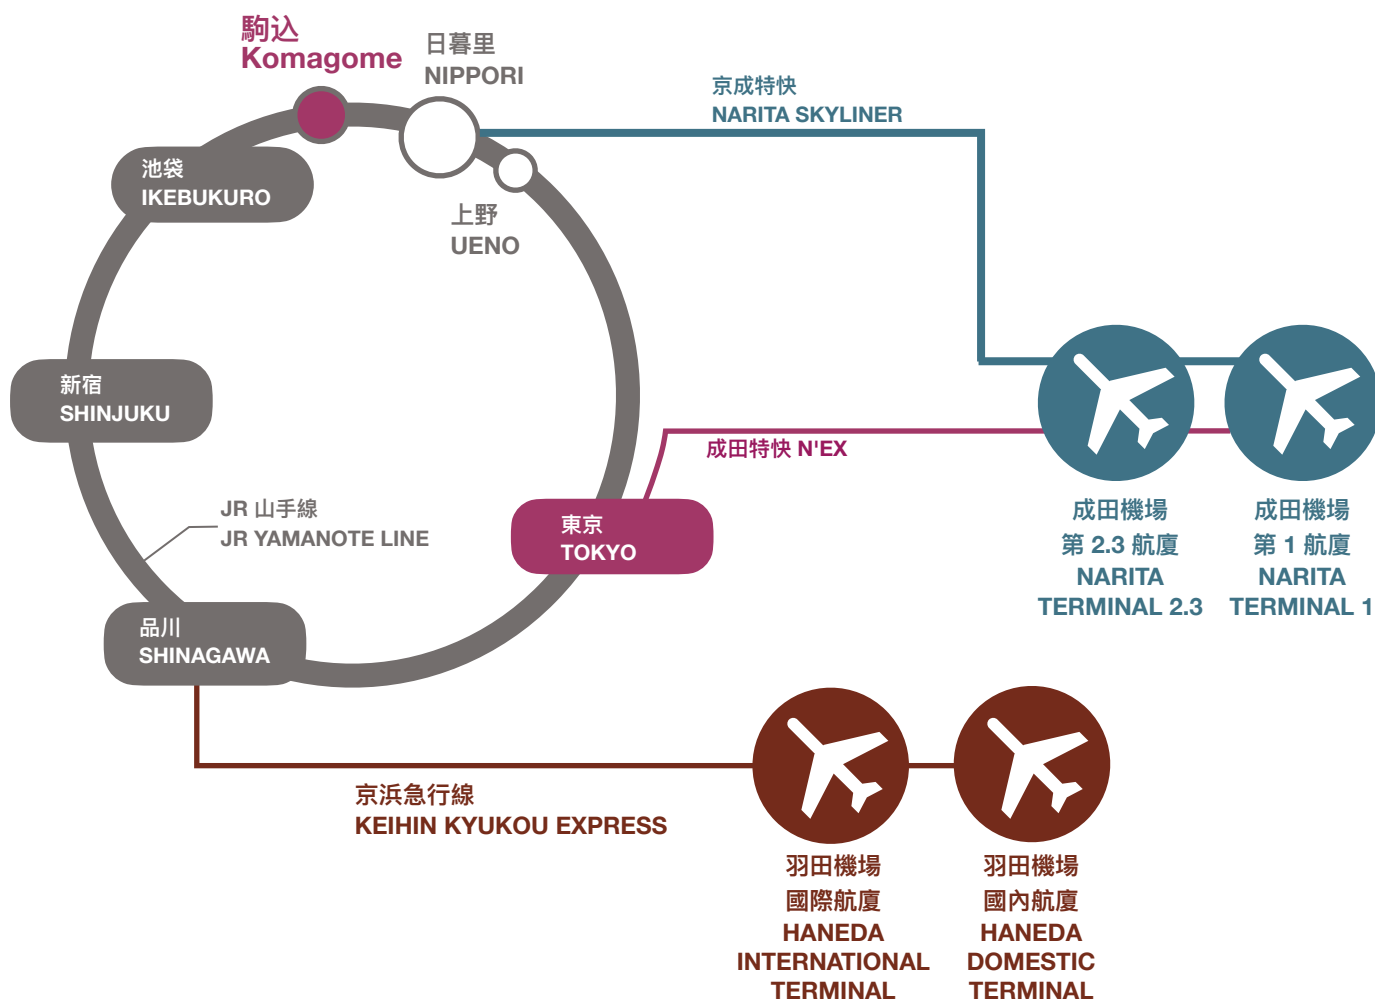 駒込
Komagome
日暮里
NIPPORI
京成特快
NARITA SKYLINER
池袋
IKEBUKURO
上野
UENO
新宿
SHINJUKU
成田特快 N'EX
JR 山手線
JR YAMANOTE LINE
東京
TOKYO
成田機場
第 2.3 航廈
NARITA
TERMINAL 2.3
成田機場
第 1 航廈
NARITA
TERMINAL 1
品川
SHINAGAWA
京浜急行線
KEIHIN KYUKOU EXPRESS
羽田機場
國際航廈
HANEDA
INTERNATIONAL
TERMINAL
羽田機場
國內航廈
HANEDA
DOMESTIC
TERMINAL